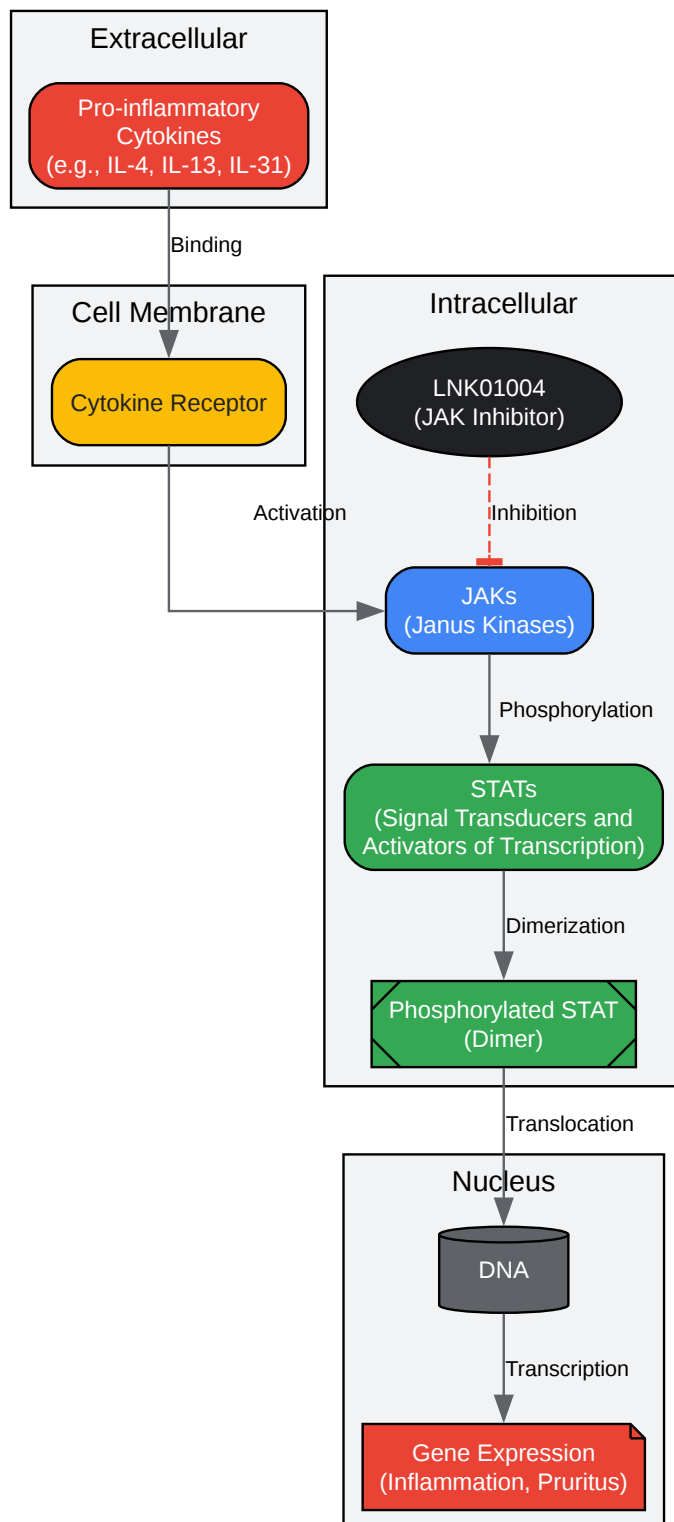 Extracellular
Pro-inflammatory
Cytokines
(e.g., IL-4, IL-13, IL-31)
Binding
Cell Membrane
Cytokine Receptor
Activation
Intracellular
LNK01004
(JAK Inhibitor)
Inhibition
JAKs
(Janus Kinases)
Phosphorylation
STATs
(Signal Transducers and
Activators of Transcription)
Dimerization
Phosphorylated STAT
(Dimer)
Translocation
Nucleus
DNA
Transcription
Gene Expression
(Inflammation, Pruritus)